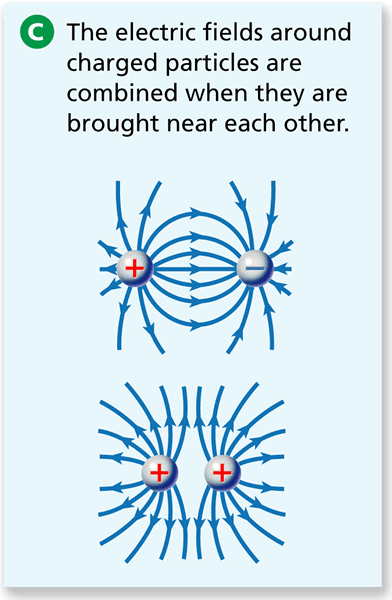 C The electric fields around
charged particles are
combined when they are
brought near each other.
+ −
+ +